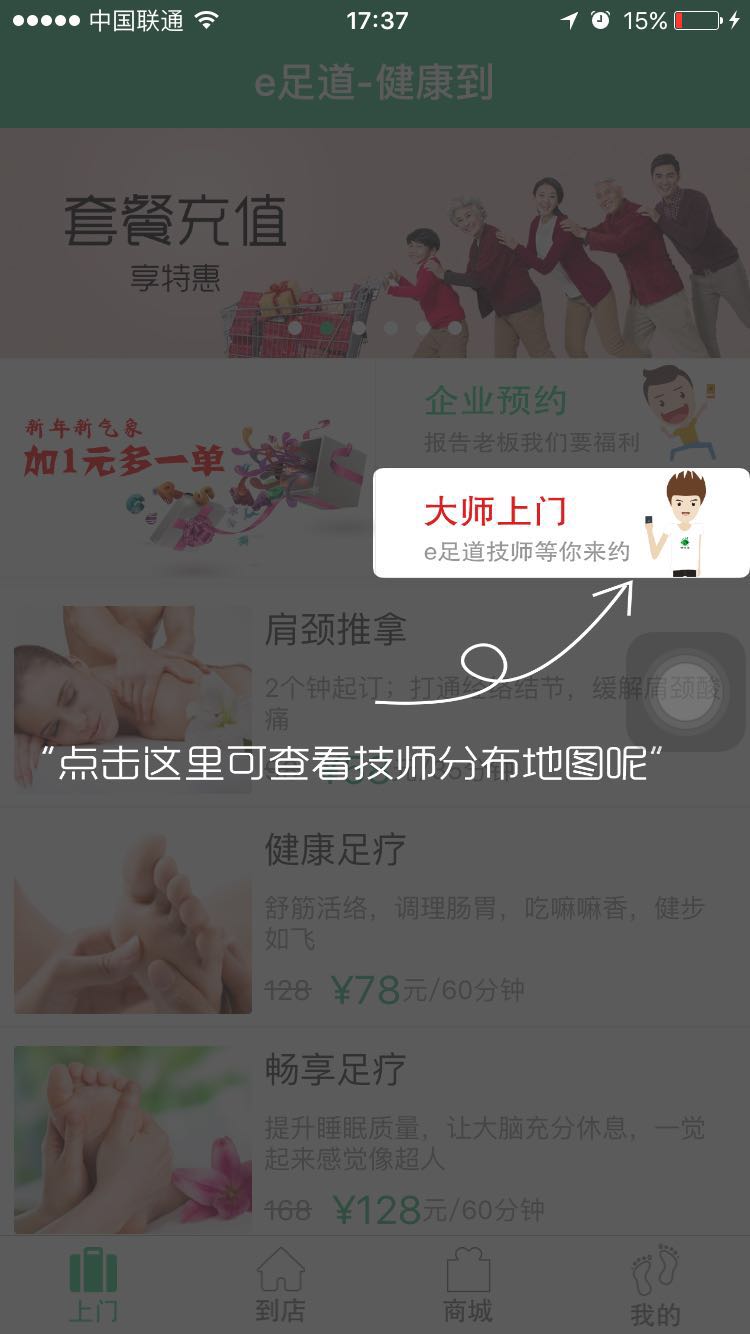 中国联通
17:37
15%
e足道-健康到
套餐充值
享特惠
新年新气象
加1元多一单
企业预约
报告老板我们要福利
大师上门
e足道技师等你来约
肩颈推拿
2个钟起订；打通经络结节，缓解肩颈酸
痛
“点击这里可查看技师分布地图呢“
健康足疗
舒筋活络，调理肠胃，吃嘛嘛香，健步
如飞
128 ¥78元/60分钟
畅享足疗
提升睡眠质量，让大脑充分休息，一觉
起来感觉像超人
168 ¥128元/60分钟
上门
到店
商城
我的